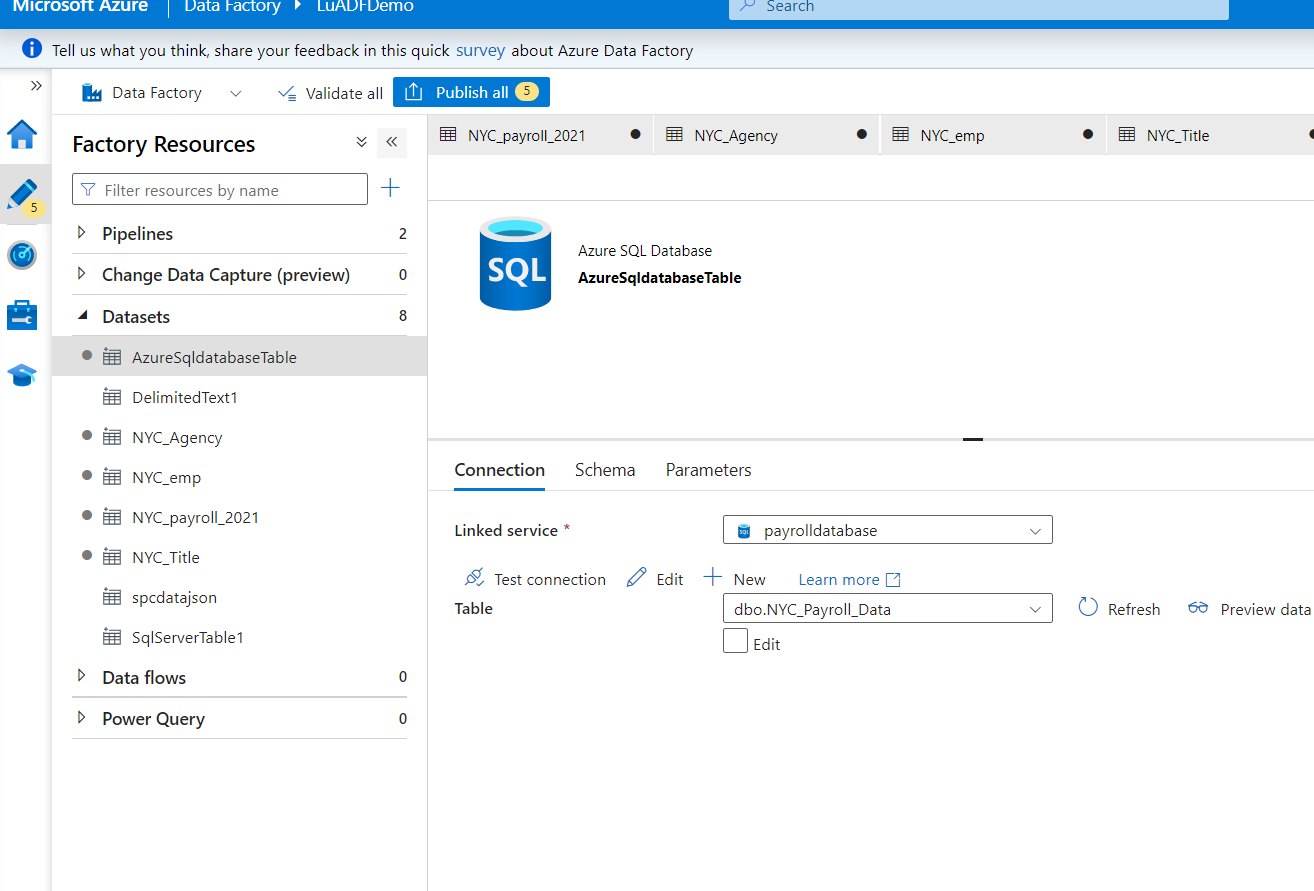 Microsoft Azure | Data Factory LuADFDemo Search
Tell us what you think, share your feedback in this quick survey about Azure Data Factory
Data Factory Validate all Publish all 5
Factory Resources
Filter resources by name
5
Pipelines 2
Change Data Capture (preview) 0
Datasets 8
AzureSqldatabaseTable
DelimitedText1
NYC_Agency
NYC_emp
NYC_payroll_2021
NYC_Title
spcdatajson
SqlServerTable1
Data flows 0
Power Query 0
NYC_payroll_2021 NYC_Agency NYC_emp NYC_Title
SQL
Azure SQL Database
AzureSqldatabaseTable
Connection Schema Parameters
Linked service * SQL payrolldatabase
Test connection Edit New Learn more
Table dbo.NYC_Payroll_Data Refresh Preview data
Edit